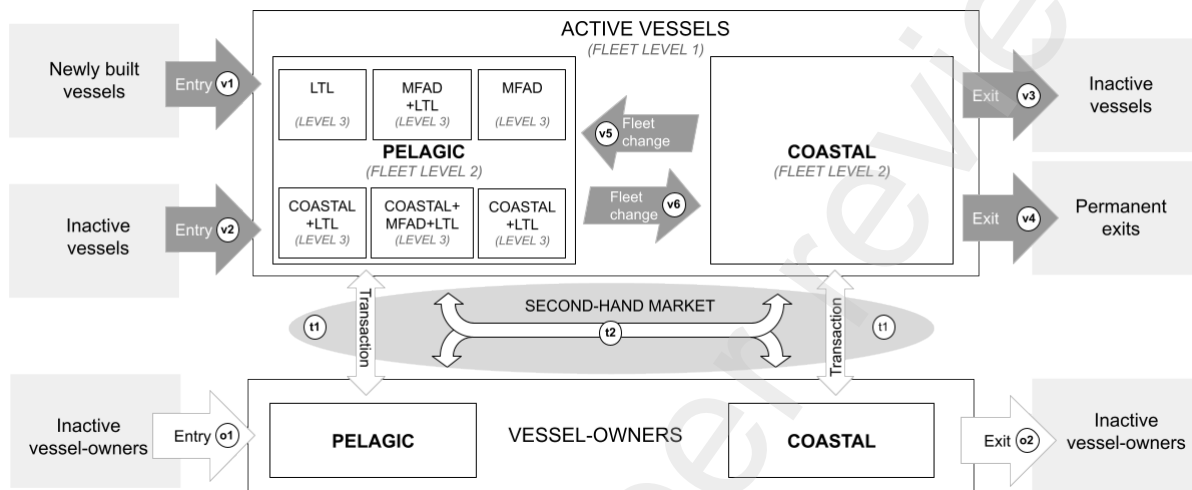 ACTIVE VESSELS
(FLEET LEVEL 1)
Newly built
vessels
Entry v1
LTL
(LEVEL 3)
MFAD
+LTL
(LEVEL 3)
MFAD
(LEVEL 3)
PELAGIC
(FLEET LEVEL 2)
v5 Fleet
change
COASTAL
(FLEET LEVEL 2)
Exit v3
Inactive
vessels
Inactive
vessels
Entry v2
COASTAL
+LTL
(LEVEL 3)
COASTAL+
MFAD+LTL
(LEVEL 3)
COASTAL
+LTL
(LEVEL 3)
Fleet
change v6
Exit v4
Permanent
exits
SECOND-HAND MARKET
t1
Transaction
t2
Transaction
t1
Inactive
vessel-owners
Entry o1
PELAGIC
VESSEL-OWNERS
COASTAL
Exit o2
Inactive
vessel-owners
er review